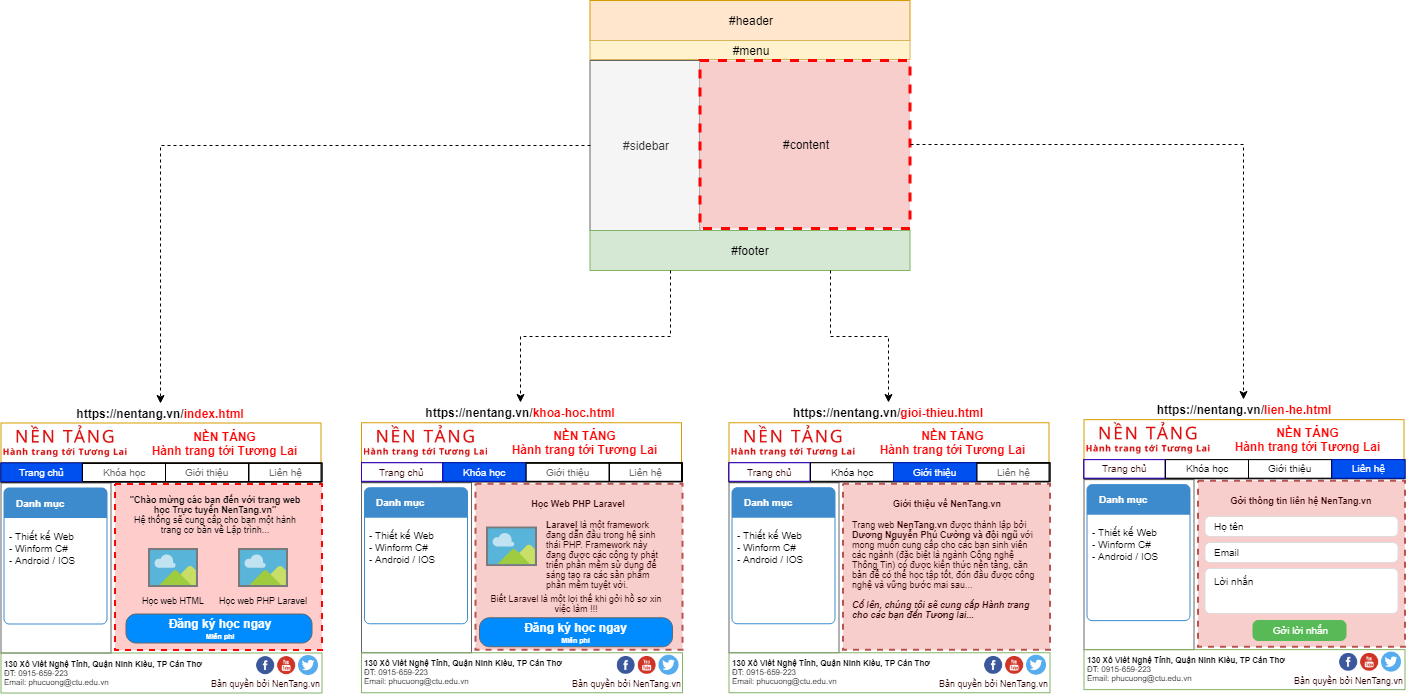 #header
#menu
#sidebar
#content
#footer
https://nentang.vn/index.html
NỀN TẢNG
Hành trang tới Tương Lai
NỀN TẢNG
Hành trang tới Tương Lai
Trang chủ
Khóa học
Giới thiệu
Liên hệ
Danh mục
- Thiết kế Web
- Winform C#
- Android / IOS
"Chào mừng các bạn đến với trang web
học Trực tuyến NenTang.vn"
Hệ thống sẽ cung cấp cho bạn một hành
trang cơ bản về Lập trình...
Học web HTML
Học web PHP Laravel
Đăng ký học ngay
Miễn phí
130 Xô Viết Nghệ Tĩnh, Quận Ninh Kiều, TP Cần Thơ
ĐT: 0915-659-223
Email: phucuong@ctu.edu.vn
Bản quyền bởi NenTang.vn
https://nentang.vn/khoa-hoc.html
NỀN TẢNG
Hành trang tới Tương Lai
NỀN TẢNG
Hành trang tới Tương Lai
Trang chủ
Khóa học
Giới thiệu
Liên hệ
Danh mục
- Thiết kế Web
- Winform C#
- Android / IOS
Học Web PHP Laravel
Laravel là một framework
đang dẫn đầu trong hệ sinh
thái PHP. Framework này
đang được các công ty phát
triển phần mềm sử dụng để
sáng tạo ra các sản phẩm
phần mềm tuyệt vời.
Biết Laravel là một lợi thế khi gởi hồ sơ xin
việc làm !!!
Đăng ký học ngay
Miễn phí
130 Xô Viết Nghệ Tĩnh, Quận Ninh Kiều, TP Cần Thơ
ĐT: 0915-659-223
Email: phucuong@ctu.edu.vn
Bản quyền bởi NenTang.vn
https://nentang.vn/gioi-thieu.html
NỀN TẢNG
Hành trang tới Tương Lai
NỀN TẢNG
Hành trang tới Tương Lai
Trang chủ
Khóa học
Giới thiệu
Liên hệ
Danh mục
- Thiết kế Web
- Winform C#
- Android / IOS
Giới thiệu về NenTang.vn
Trang web NenTang.vn được thành lập bởi
Dương Nguyễn Phú Cường và đội ngũ với
mong muốn cung cấp cho các bạn sinh viên
các ngành (đặc biệt là ngành Công nghệ
Thông Tin) có được kiến thức nền tảng, căn
bản để có thể học tập tốt, đón đầu được công
nghệ và vững bước mai sau...
Cố lên, chúng tôi sẽ cung cấp Hành trang
cho các bạn đến Tương lai...
130 Xô Viết Nghệ Tĩnh, Quận Ninh Kiều, TP Cần Thơ
ĐT: 0915-659-223
Email: phucuong@ctu.edu.vn
Bản quyền bởi NenTang.vn
https://nentang.vn/lien-he.html
NỀN TẢNG
Hành trang tới Tương Lai
NỀN TẢNG
Hành trang tới Tương Lai
Trang chủ
Khóa học
Giới thiệu
Liên hệ
Danh mục
- Thiết kế Web
- Winform C#
- Android / IOS
Gởi thông tin liên hệ NenTang.vn
Họ tên
Email
Lời nhắn
Gởi lời nhắn
130 Xô Viết Nghệ Tĩnh, Quận Ninh Kiều, TP Cần Thơ
ĐT: 0915-659-223
Email: phucuong@ctu.edu.vn
Bản quyền bởi NenTang.vn